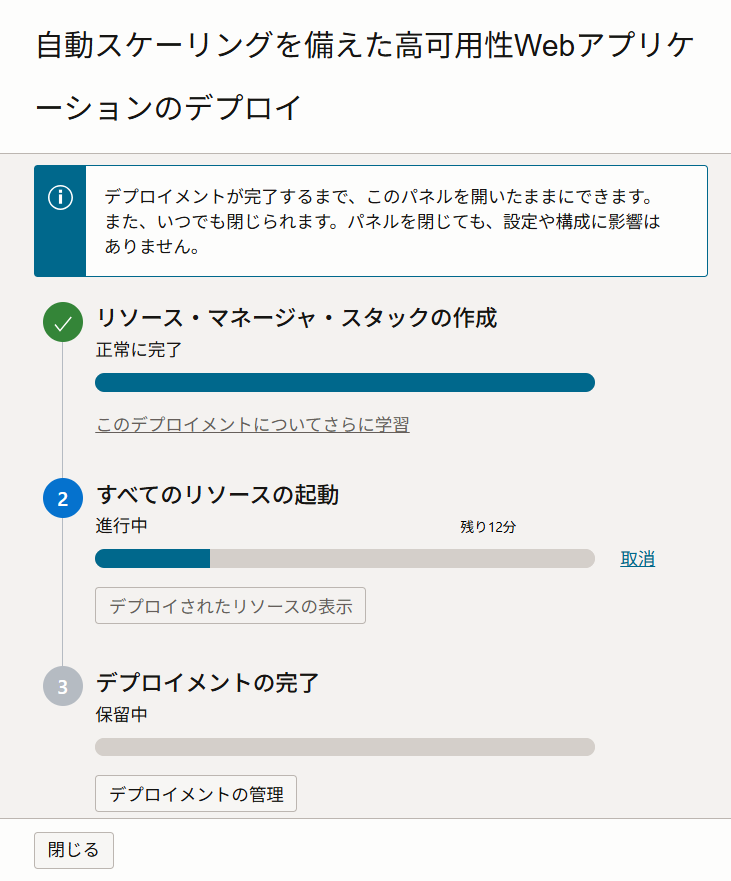 自動スケーリングを備えた高可用性Webアプリケ
ーションのデプロイ
デプロイメントが完了するまで、このパネルを開いたままにできます。
また、いつでも閉じられます。パネルを閉じても、設定や構成に影響は
ありません。
リソース・マネージャ・スタックの作成
正常に完了
このデプロイメントについてさらに学習
2
すべてのリソースの起動
進行中
残り12分
取消
デプロイされたリソースの表示
3
デプロイメントの完了
保留中
デプロイメントの管理
閉じる